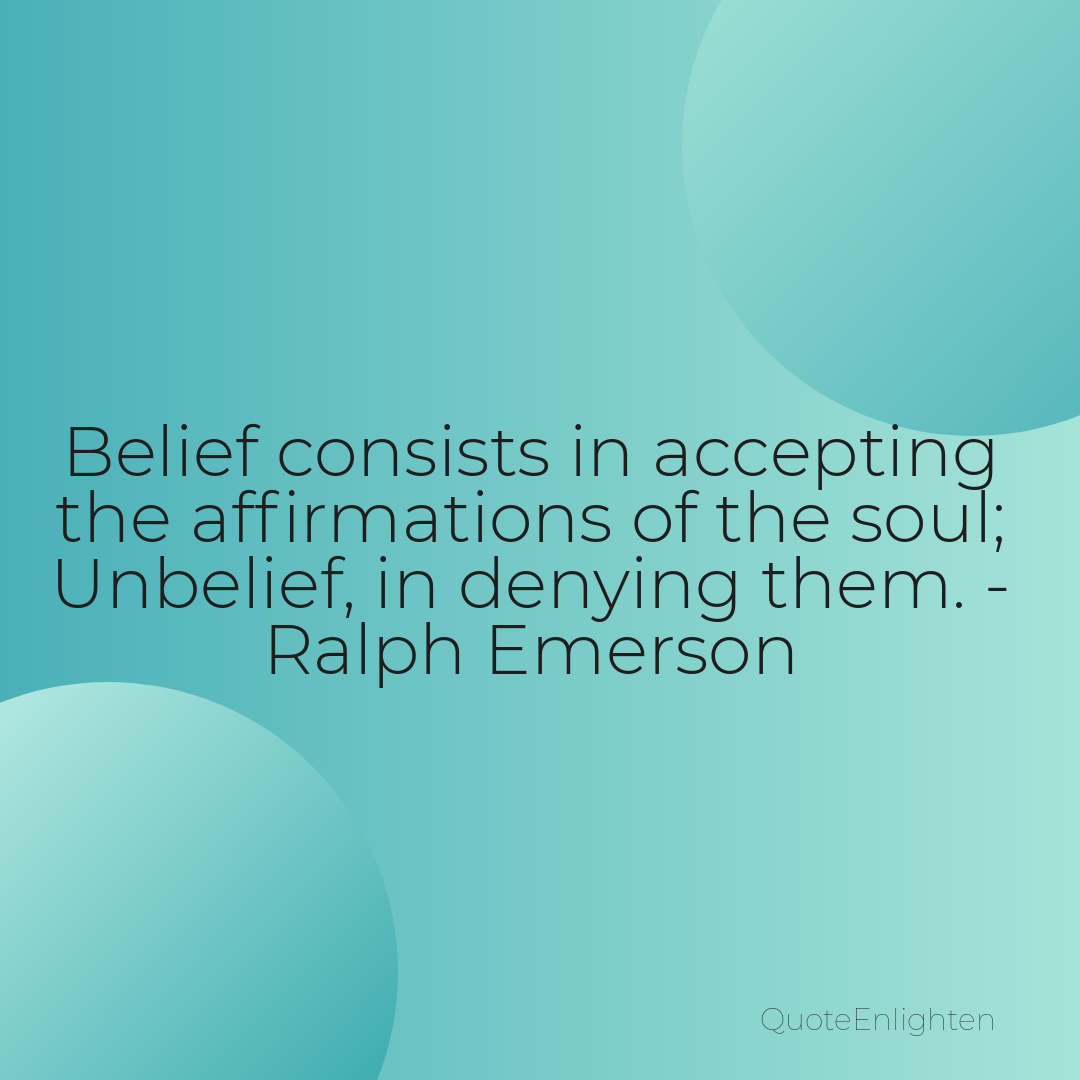 Belief consists in accepting
the affirmations of the soul;
Unbelief, in denying them. -
Ralph Emerson
QuoteEnlighten